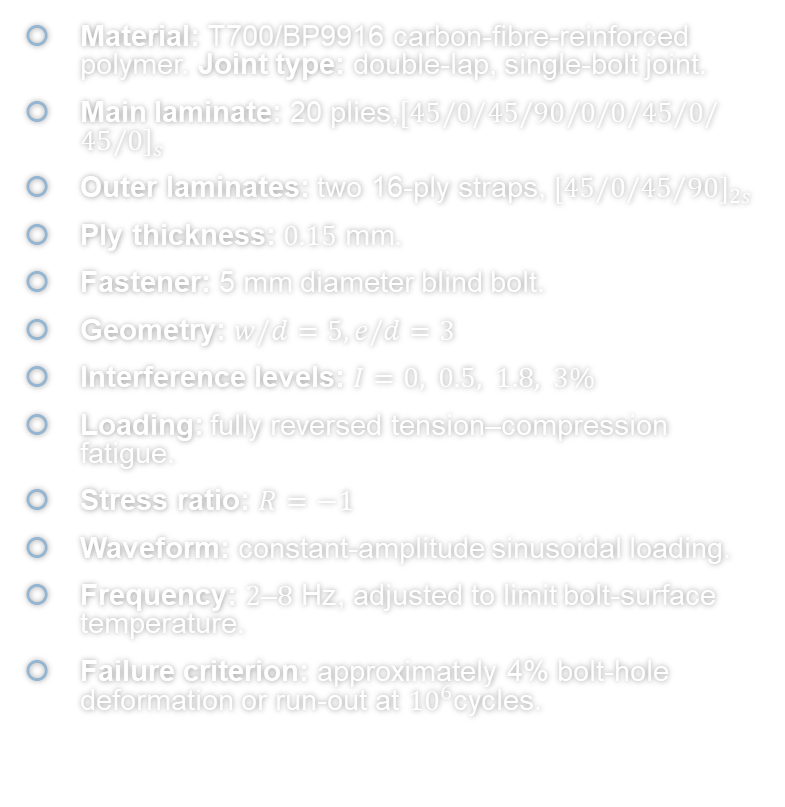 Material: T700/BP9916 carbon-fibre-reinforced
polymer. Joint type: double-lap, single-bolt joint.
Main laminate: 20 plies,[45/0/45/90/0/0/45/0/
45/0]ₛ
Outer laminates: two 16-ply straps, [45/0/45/90]₂ₛ
Ply thickness: 0.15 mm.
Fastener: 5 mm diameter blind bolt.
Geometry: w/d = 5, e/d = 3
Interference levels: I = 0, 0.5, 1.8, 3%
Loading: fully reversed tension–compression
fatigue.
Stress ratio: R = −1
Waveform: constant-amplitude sinusoidal loading.
Frequency: 2–8 Hz, adjusted to limit bolt-surface
temperature.
Failure criterion: approximately 4% bolt-hole
deformation or run-out at 10⁶cycles.